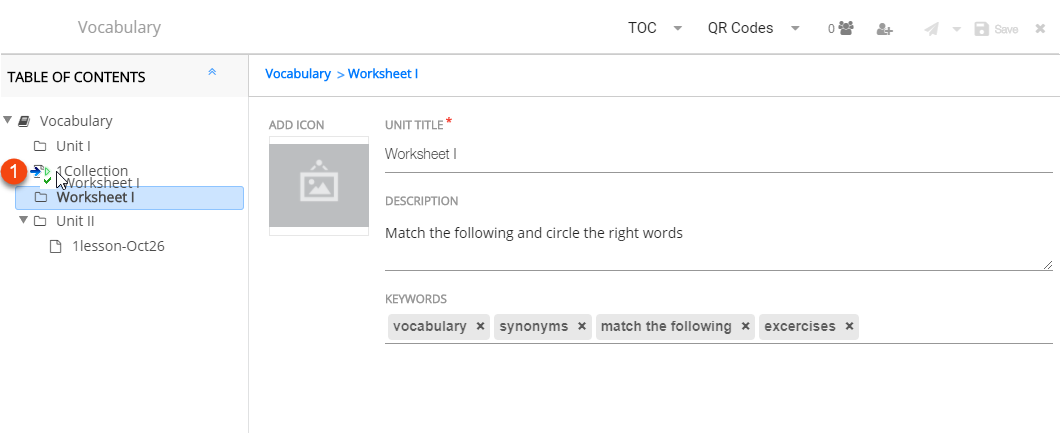 Vocabulary
TOC
QR Codes
0
Save
TABLE OF CONTENTS
Vocabulary > Worksheet I
Vocabulary
Unit I
1
1Collection
Worksheet I
Worksheet I
Unit II
1lesson-Oct26
ADD ICON
UNIT TITLE *
Worksheet I
DESCRIPTION
Match the following and circle the right words
KEYWORDS
vocabulary × synonyms × match the following × excercises ×